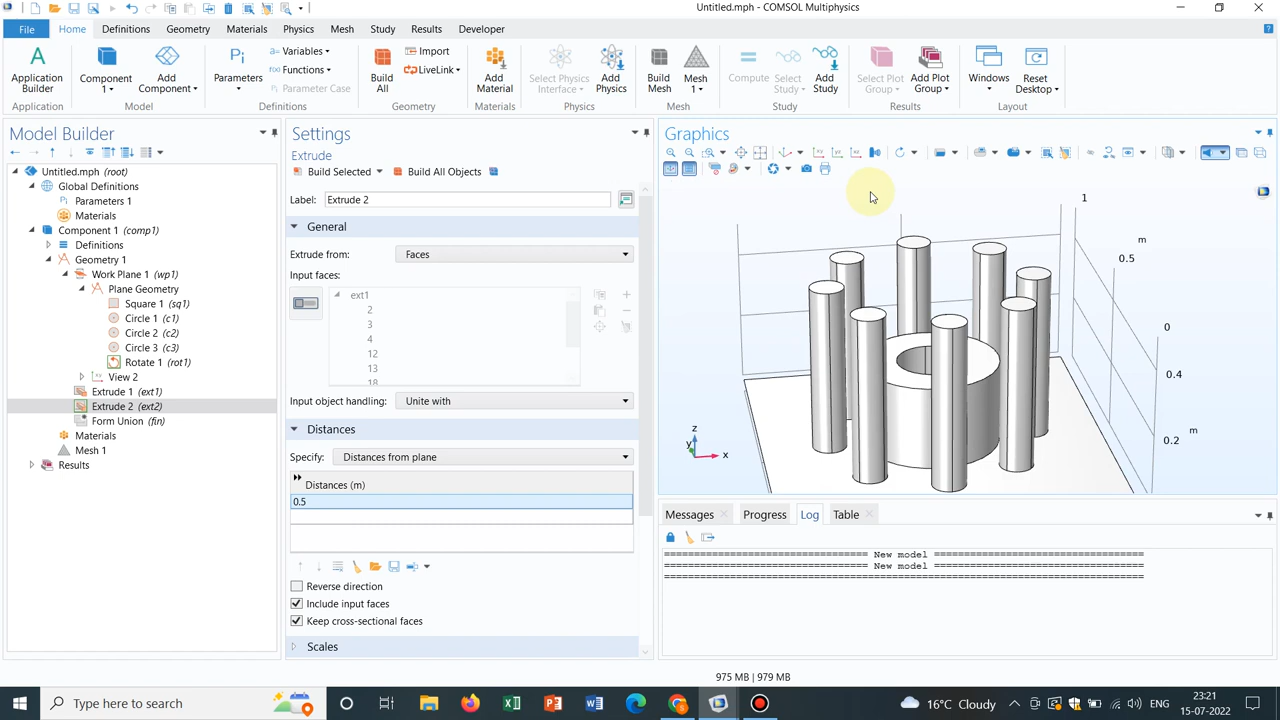 Untitled.mph - COMSOL Multiphysics
File Home Definitions Geometry Materials Physics Mesh Study Results Developer
Application Builder
Component 1
Add Component
Parameters
a= Variables
f(x) Functions
Pi Parameter Case
Build All
Import
LiveLink
Add Material
Select Physics Interface
Add Physics
Build Mesh
Mesh 1
Compute
Select Study
Add Study
Select Plot Group
Add Plot Group
Windows
Reset Desktop
Application Model Definitions Geometry Materials Physics Mesh Study Results Layout
Model Builder
Untitled.mph (root)
Global Definitions
Parameters 1
Materials
Component 1 (comp1)
Definitions
Geometry 1
Work Plane 1 (wp1)
Plane Geometry
Square 1 (sq1)
Circle 1 (c1)
Circle 2 (c2)
Circle 3 (c3)
Rotate 1 (rot1)
View 2
Extrude 1 (ext1)
Extrude 2 (ext2)
Form Union (fin)
Materials
Mesh 1
Results
Settings
Extrude
Build Selected Build All Objects
Label: Extrude 2
General
Extrude from: Faces
Input faces:
ext1
2
3
4
12
13
18
Input object handling: Unite with
Distances
Specify: Distances from plane
Distances (m)
0.5
Reverse direction
Include input faces
Keep cross-sectional faces
Scales
Graphics
1
m
0.5
0
0.4
m
0.2
z
y
x
Messages Progress Log Table
================================= New model ==================================
================================= New model ==================================
==============================================================================
975 MB | 979 MB
Type here to search
16°C Cloudy
ENG
23:21
15-07-2022